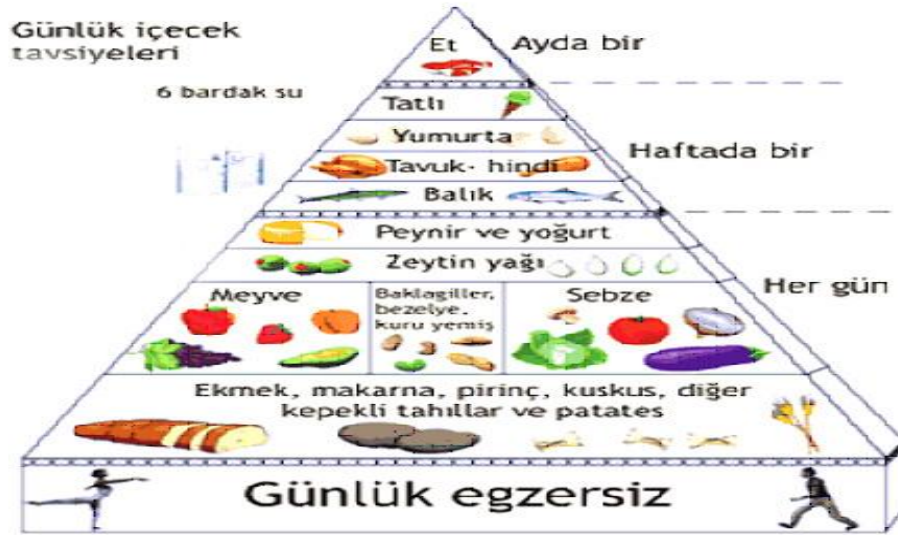 Günlük içecek
tavsiyeleri
6 bardak su
Et
Ayda bir
Tatlı
Yumurta
Tavuk- hindi
Balık
Haftada bir
Peynir ve yoğurt
Zeytin yağı
Her gün
Meyve
Baklagiller,
bezelye,
kuru yemiş
Sebze
Ekmek, makarna, pirinç, kuskus, diğer
kepekli tahıllar ve patates
Günlük egzersiz